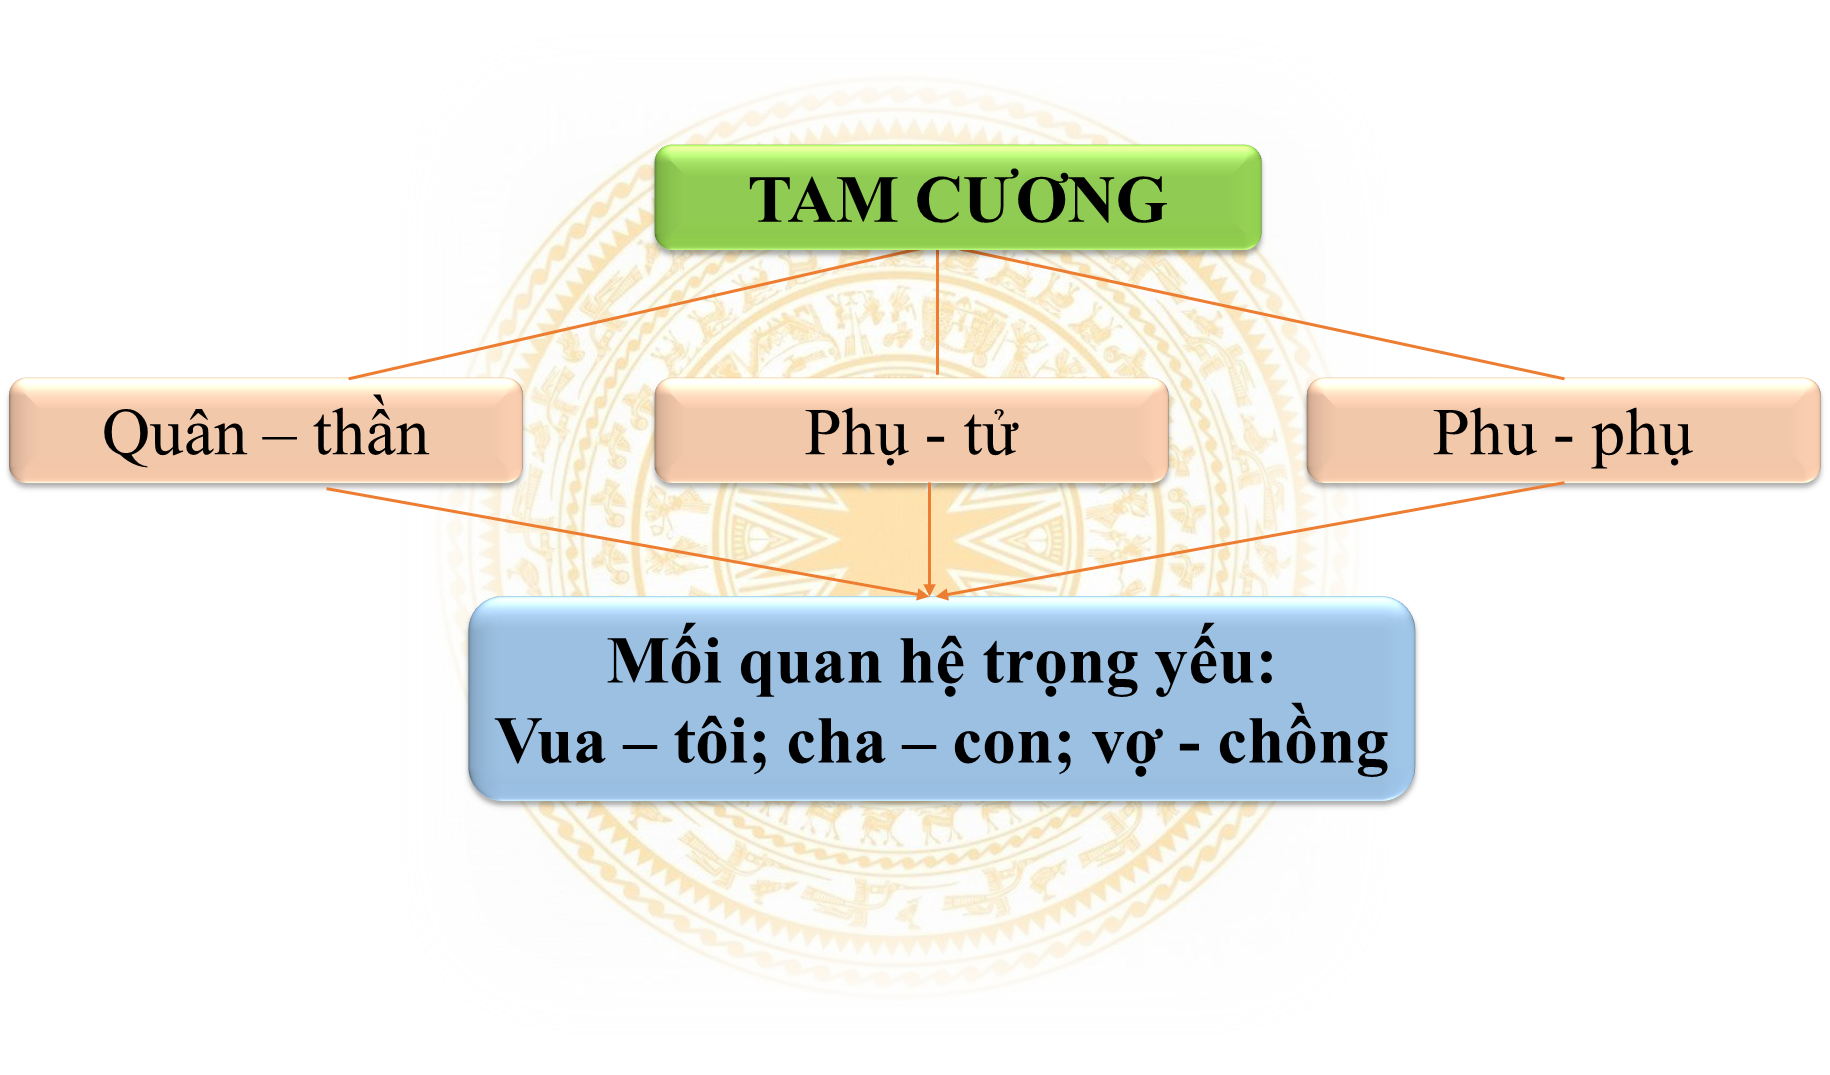 TAM CƯƠNG
Quân – thần
Phụ - tử
Phu - phụ
Mối quan hệ trọng yếu:
Vua – tôi; cha – con; vợ - chồng